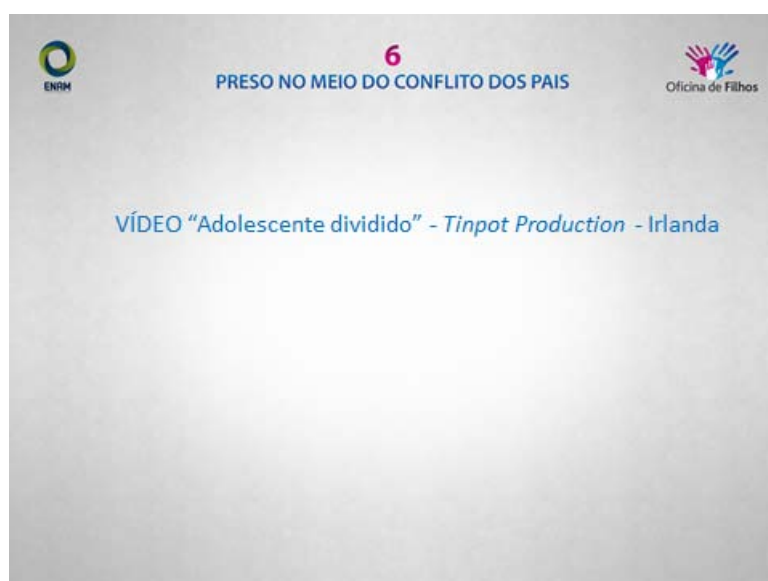 ENAM
6
PRESO NO MEIO DO CONFLITO DOS PAIS
Oficina de Filhos
VÍDEO “Adolescente dividido” - Tinpot Production - Irlanda